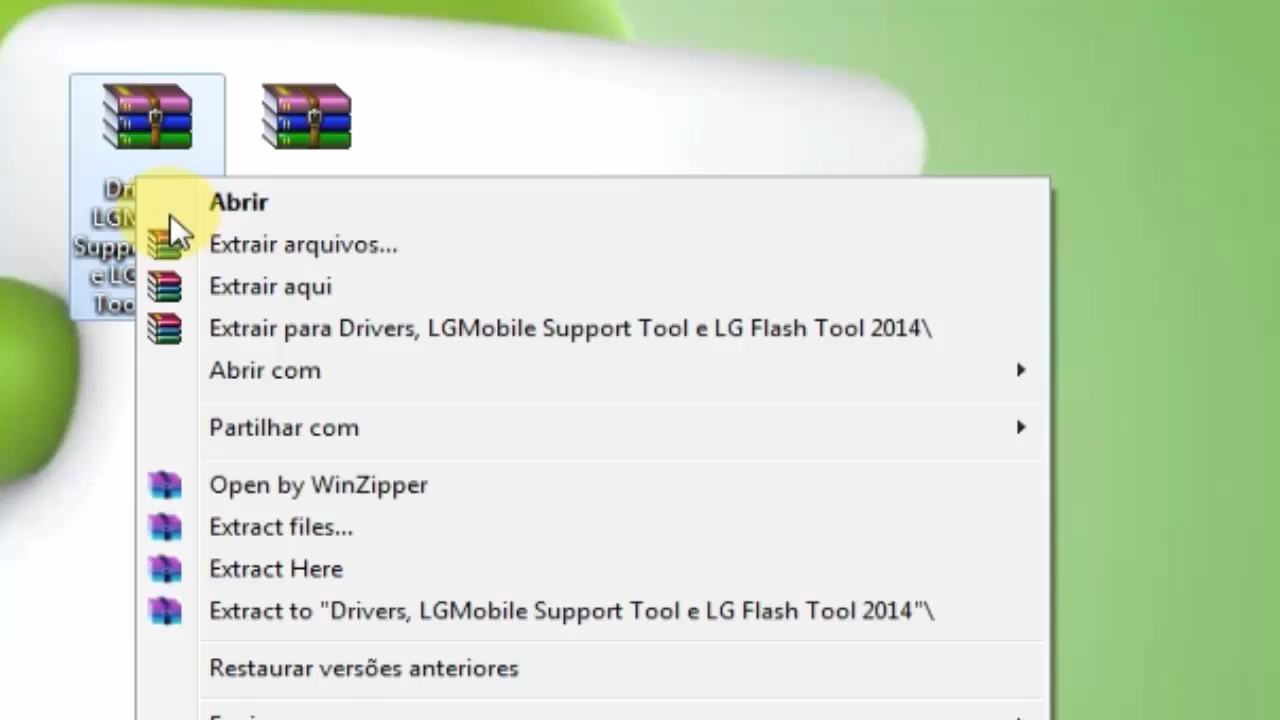 Abrir
Extrair arquivos...
Extrair aqui
Extrair para Drivers, LGMobile Support Tool e LG Flash Tool 2014\
Abrir com
Partilhar com
Open by WinZipper
Extract files...
Extract Here
Extract to "Drivers, LGMobile Support Tool e LG Flash Tool 2014"\
Restaurar versões anteriores